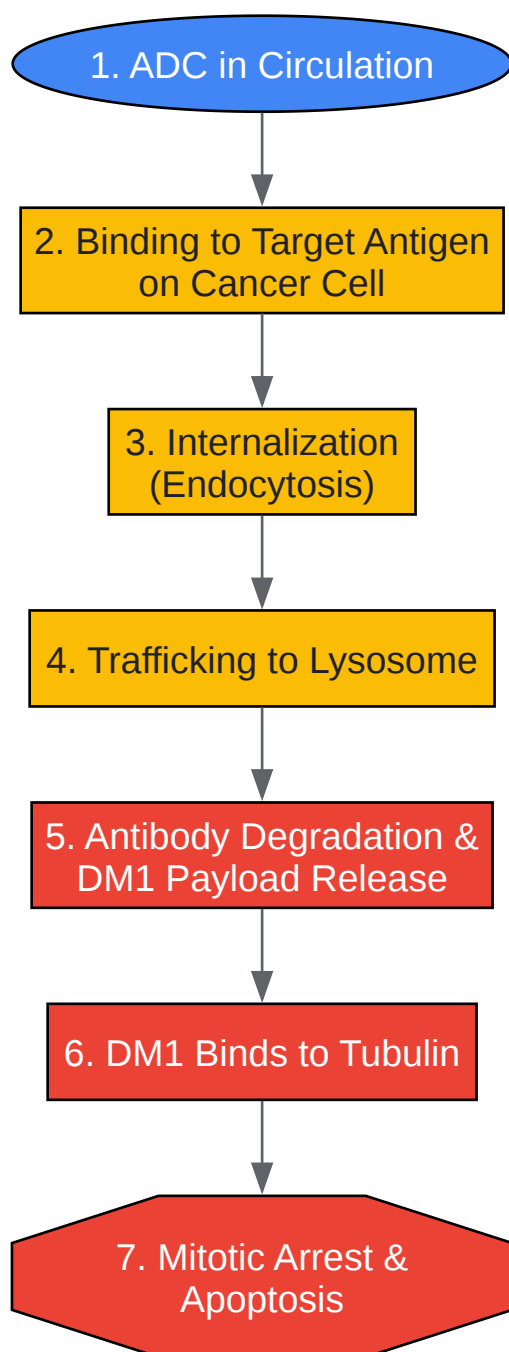 1. ADC in Circulation
2. Binding to Target Antigen
on Cancer Cell
3. Internalization
(Endocytosis)
4. Trafficking to Lysosome
5. Antibody Degradation &
DM1 Payload Release
6. DM1 Binds to Tubulin
7. Mitotic Arrest &
Apoptosis